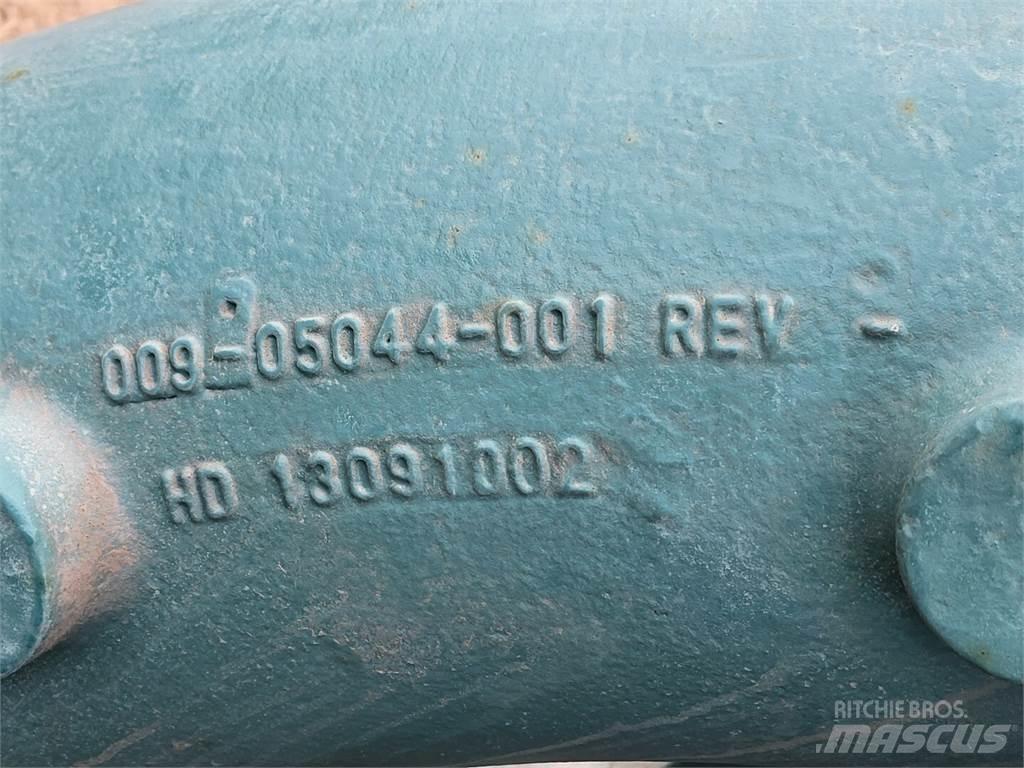 009-05044-001 REV -
HD 13091002
RITCHIE BROS.
MASCUS